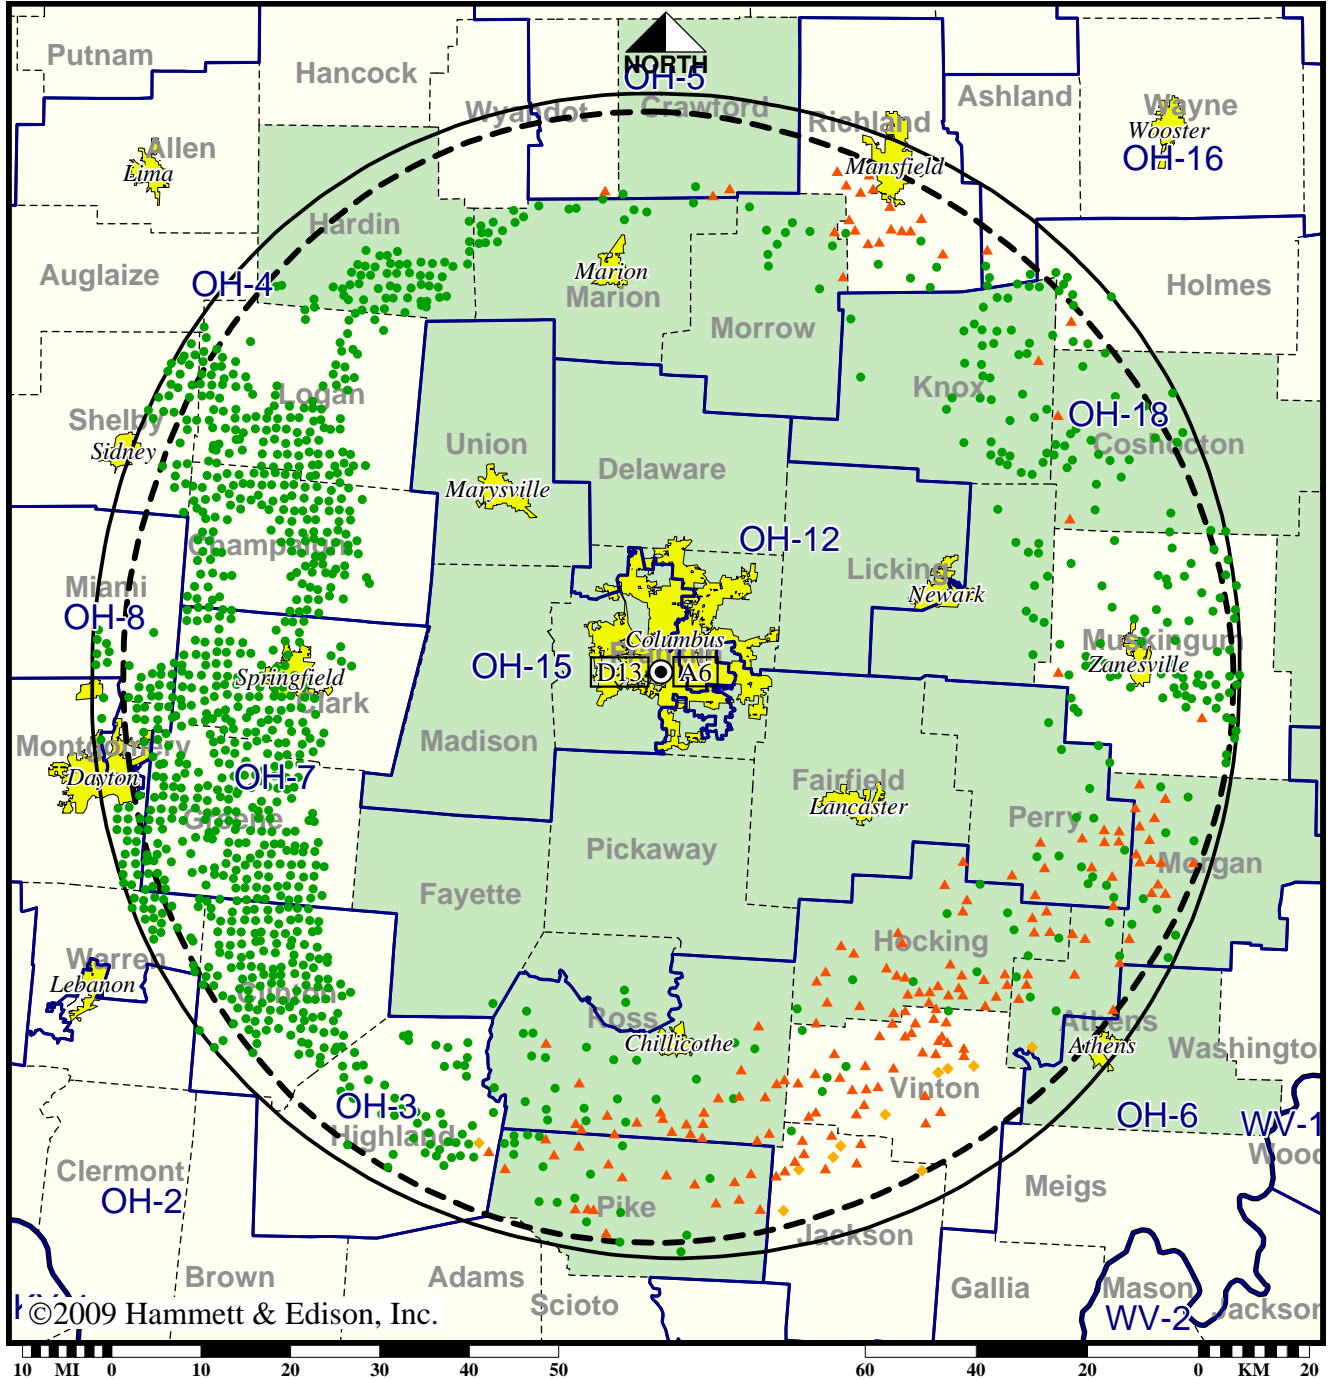 Putnam
Hancock
NORTH
OH-5
Crawford
Wyandot
Richland
Ashland
Wayne
Wooster
OH-16
Allen
Lima
Mansfield
Hardin
Auglaize
OH-4
Marion
Marion
Holmes
Morrow
Logan
Knox
Shelby
Sidney
OH-18
Coshocton
Union
Marysville
Delaware
OH-12
Champaign
Licking
Newark
Miami
OH-8
Columbus
Franklin
Muskingum
Zanesville
OH-15
D13
A6
Springfield
Clark
Madison
Montgomery
Dayton
OH-7
Greene
Fairfield
Lancaster
Perry
Pickaway
Morgan
Fayette
Hocking
Warren
Lebanon
Clinton
Ross
Chillicothe
Athens
Athens
Washington
Vinton
OH-3
Highland
OH-6
WV-1
Wood
Clermont
OH-2
Meigs
Pike
Jackson
Brown
Adams
Scioto
Gallia
Mason
WV-2
Jackson
©2009 Hammett & Edison, Inc.
10 MI 0 10 20 30 40 50 60 40 20 0 KM 20